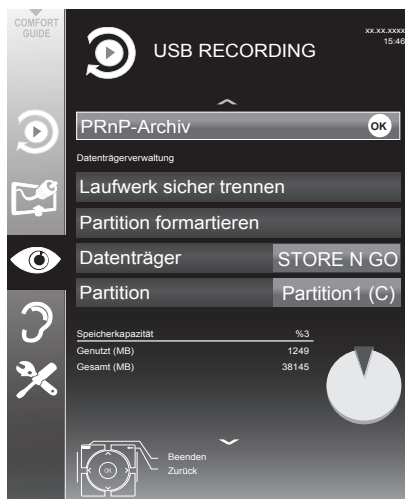 COMFORT
GUIDE
USB RECORDING
xx.xx.xxxx
15:46
PRnP-Archiv OK
Datenträgerverwaltung
Laufwerk sicher trennen
Partition formartieren
Datenträger STORE N GO
Partition Partition1 (C)
Speicherkapazität %3
Genutzt (MB) 1249
Gesamt (MB) 38145
Beenden
Zurück
OK